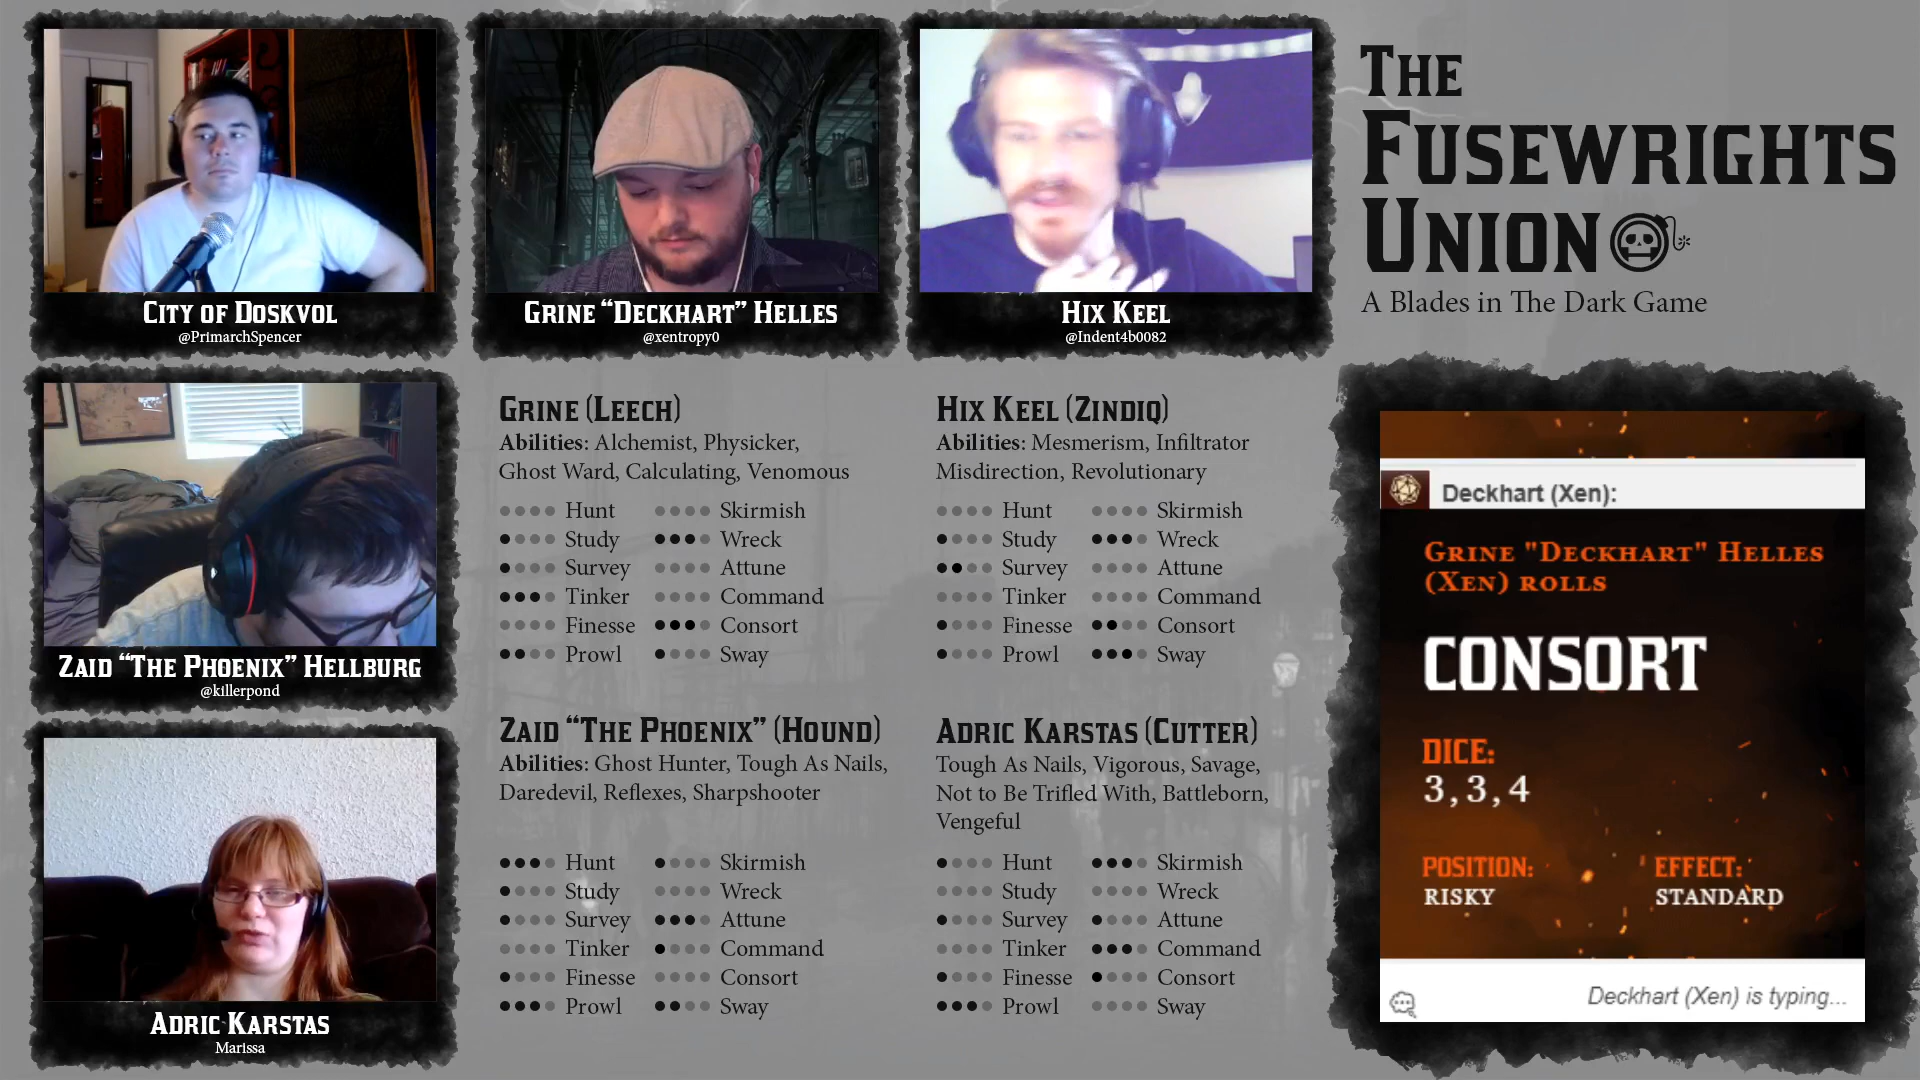 City of Doskvol
@PrimarchSpencer
Grine “Deckhart” Helles
@xentropy0
Hix Keel
@Indent4b0082
The
Fusewrights
Union
A Blades in The Dark Game
Zaid “The Phoenix” Hellburg
@killerpond
Adric Karstas
Marissa
Grine (Leech)
Abilities: Alchemist, Physicker,
Ghost Ward, Calculating, Venomous
Hunt Skirmish
Study Wreck
Survey Attune
Tinker Command
Finesse Consort
Prowl Sway
Hix Keel (Zindiq)
Abilities: Mesmerism, Infiltrator
Misdirection, Revolutionary
Hunt Skirmish
Study Wreck
Survey Attune
Tinker Command
Finesse Consort
Prowl Sway
Zaid “The Phoenix” (Hound)
Abilities: Ghost Hunter, Tough As Nails,
Daredevil, Reflexes, Sharpshooter
Hunt Skirmish
Study Wreck
Survey Attune
Tinker Command
Finesse Consort
Prowl Sway
Adric Karstas (Cutter)
Tough As Nails, Vigorous, Savage,
Not to Be Trifled With, Battleborn,
Vengeful
Hunt Skirmish
Study Wreck
Survey Attune
Tinker Command
Finesse Consort
Prowl Sway
Deckhart (Xen):
Grine "Deckhart" Helles
(Xen) rolls
CONSORT
DICE:
3, 3, 4
POSITION: EFFECT:
RISKY STANDARD
Deckhart (Xen) is typing...